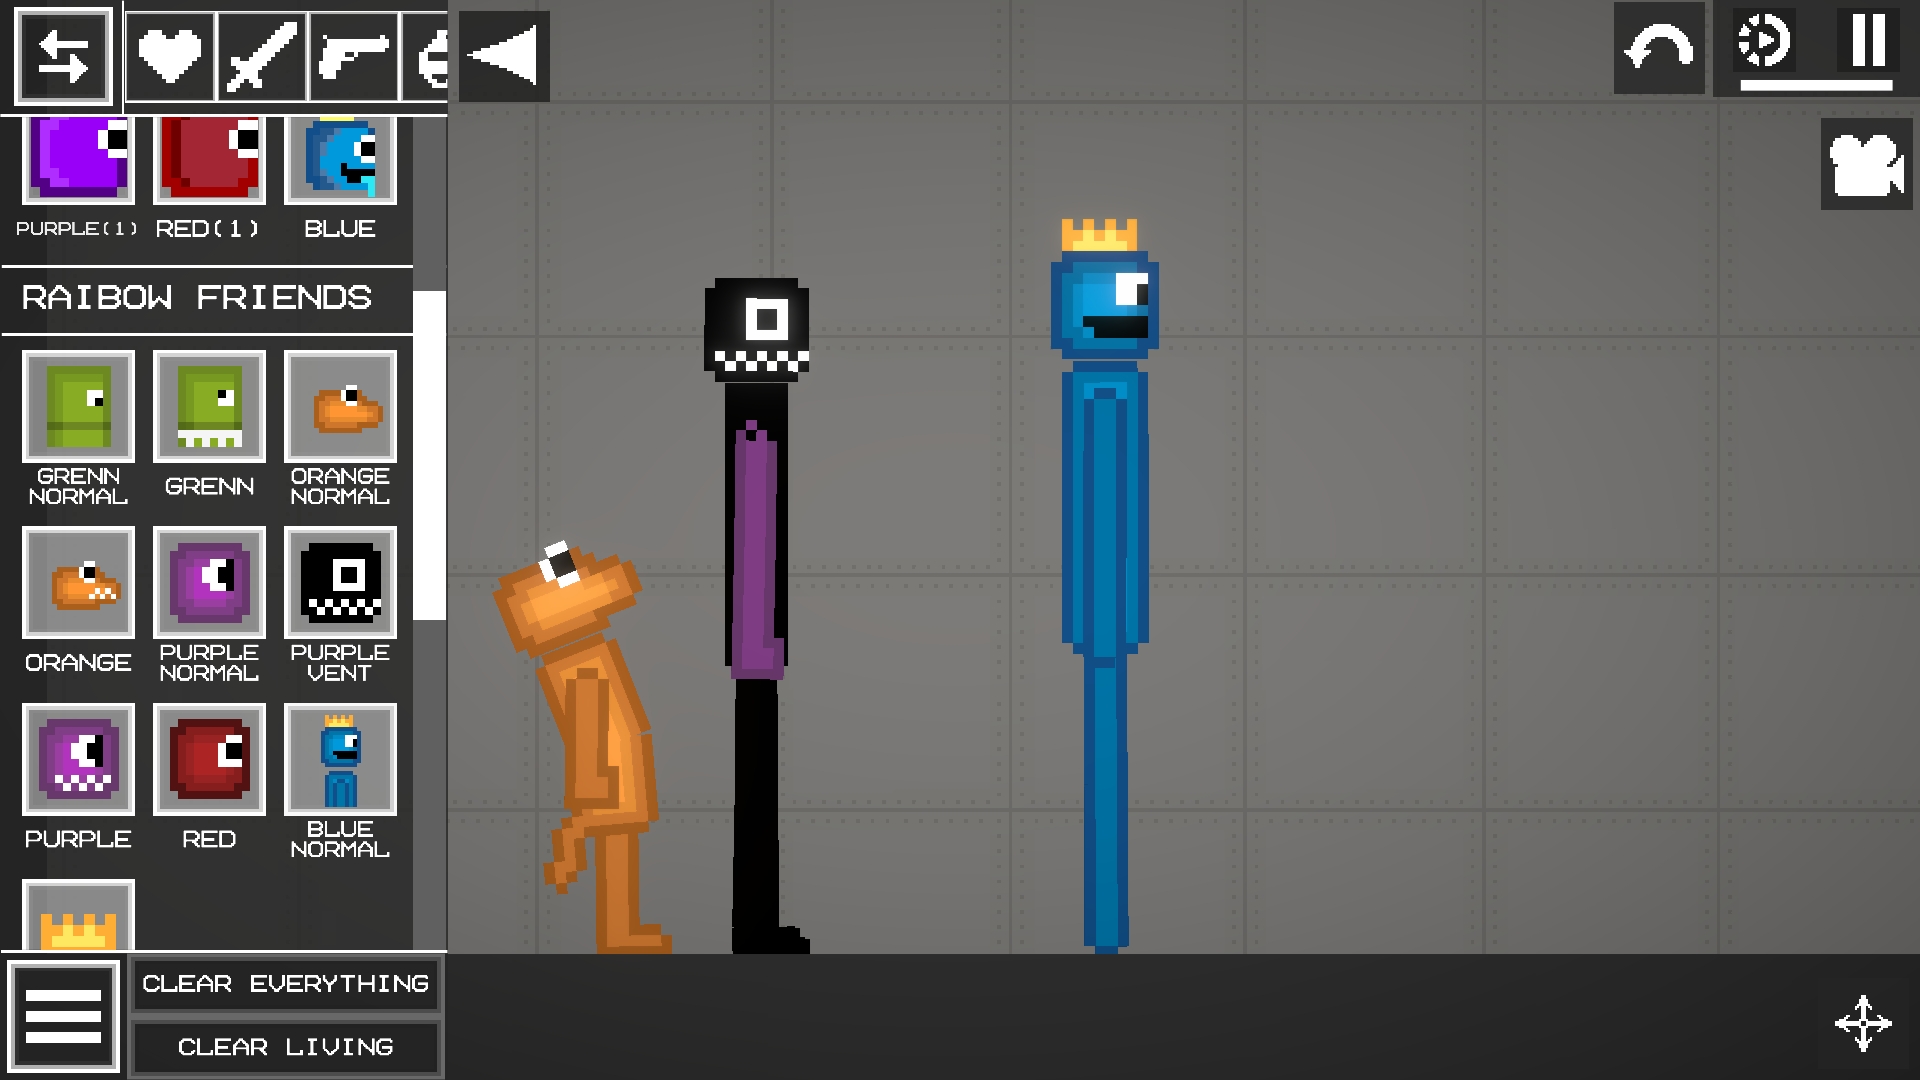 PURPLE(1) RED(1) BLUE
RAIBOW FRIENDS
GRENN NORMAL
GRENN
ORANGE NORMAL
ORANGE
PURPLE NORMAL
PURPLE VENT
PURPLE
RED
BLUE NORMAL
CLEAR EVERYTHING
CLEAR LIVING